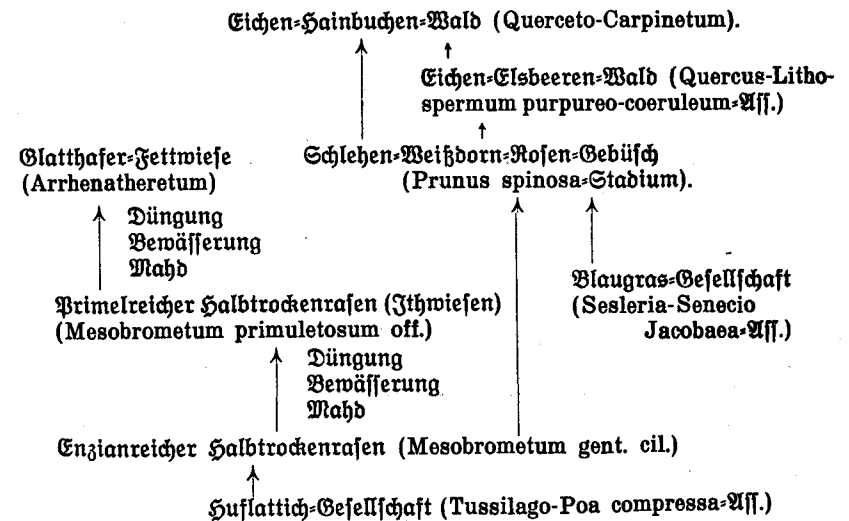 Eichen-Hainbuchen-Wald (Querceto-Carpinetum).
Eichen-Elsbeeren-Wald (Quercus-Litho-
spermum purpureo-coeruleum-Ass.)
Glatthafer-Fettwiese
(Arrhenatheretum)
Schlehen-Weißdorn-Rosen-Gebüsch
(Prunus spinosa-Stadium).
Düngung
Bewässerung
Mahd
Blaugras-Gesellschaft
(Sesleria-Senecio
Jacobaea-Ass.)
Primelreicher Halbtrockenrasen (Ithwiesen)
(Mesobrometum primuletosum off.)
Düngung
Bewässerung
Mahd
Enzianreicher Halbtrockenrasen (Mesobrometum gent. cil.)
Huflattich-Gesellschaft (Tussilago-Poa compressa-Ass.)